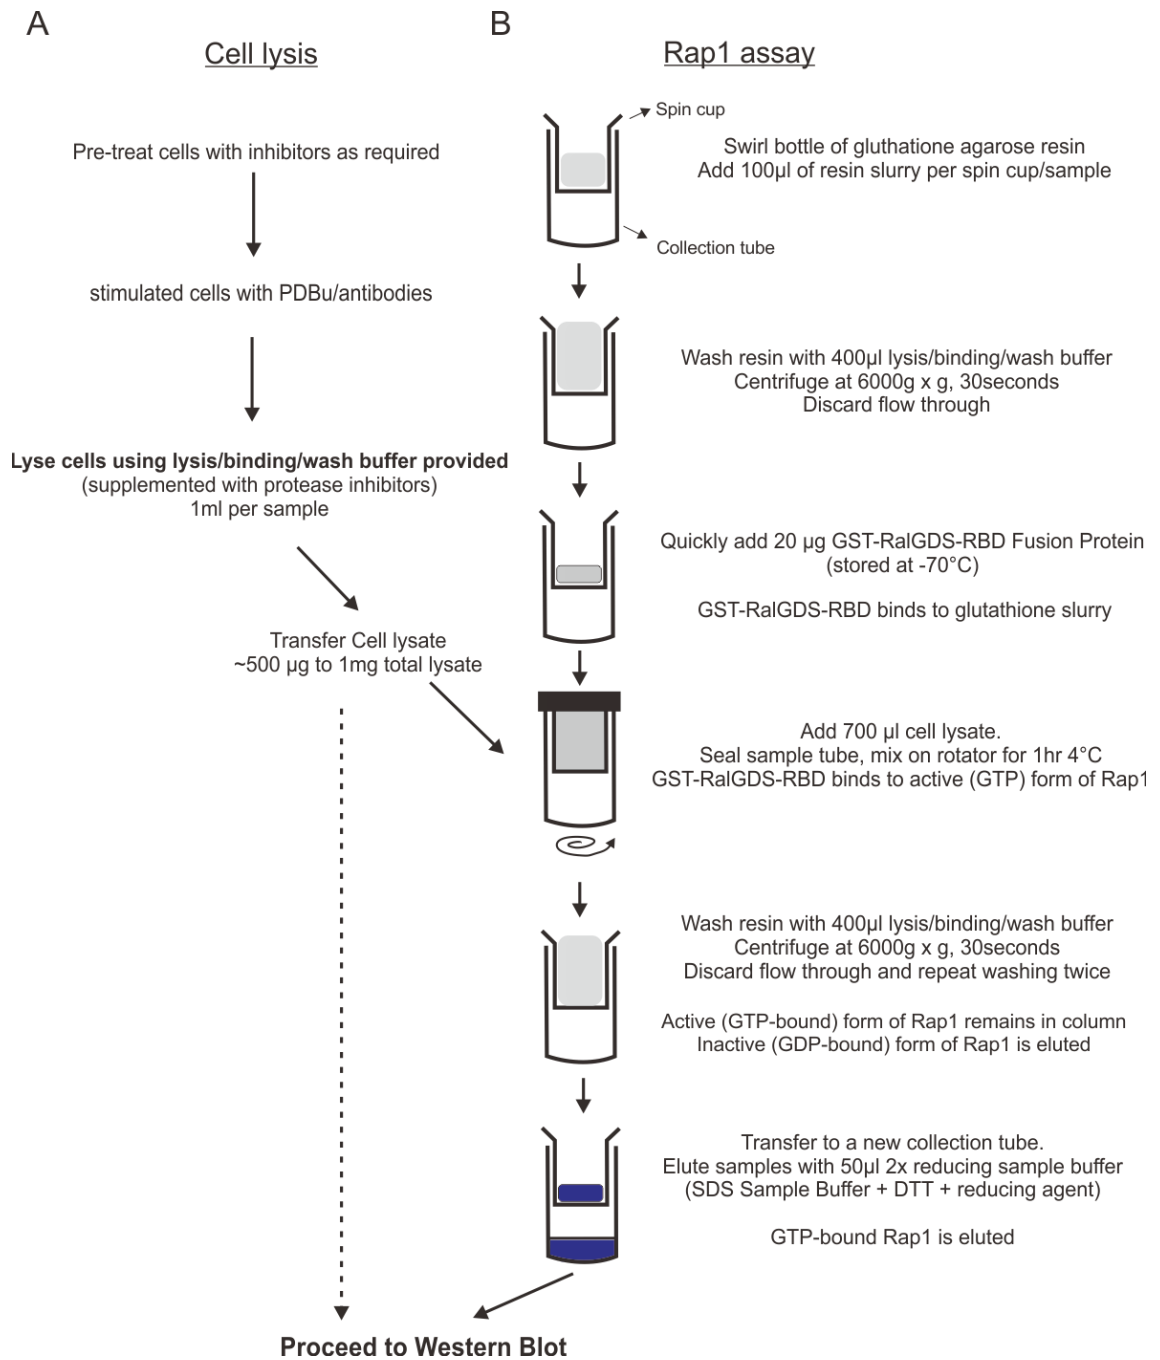 A
Cell lysis
Pre-treat cells with inhibitors as required
stimulated cells with PDBu/antibodies
Lyse cells using lysis/binding/wash buffer provided
(supplemented with protease inhibitors)
1ml per sample
Transfer Cell lysate
~500 µg to 1mg total lysate
B
Rap1 assay
Spin cup
Swirl bottle of gluthatione agarose resin
Add 100µl of resin slurry per spin cup/sample
Collection tube
Wash resin with 400µl lysis/binding/wash buffer
Centrifuge at 6000g x g, 30seconds
Discard flow through
Quickly add 20 µg GST-RalGDS-RBD Fusion Protein
(stored at -70°C)
GST-RalGDS-RBD binds to glutathione slurry
Add 700 µl cell lysate.
Seal sample tube, mix on rotator for 1hr 4°C
GST-RalGDS-RBD binds to active (GTP) form of Rap1
Wash resin with 400µl lysis/binding/wash buffer
Centrifuge at 6000g x g, 30seconds
Discard flow through and repeat washing twice
Active (GTP-bound) form of Rap1 remains in column
Inactive (GDP-bound) form of Rap1 is eluted
Transfer to a new collection tube.
Elute samples with 50µl 2x reducing sample buffer
(SDS Sample Buffer + DTT + reducing agent)
GTP-bound Rap1 is eluted
Proceed to Western Blot